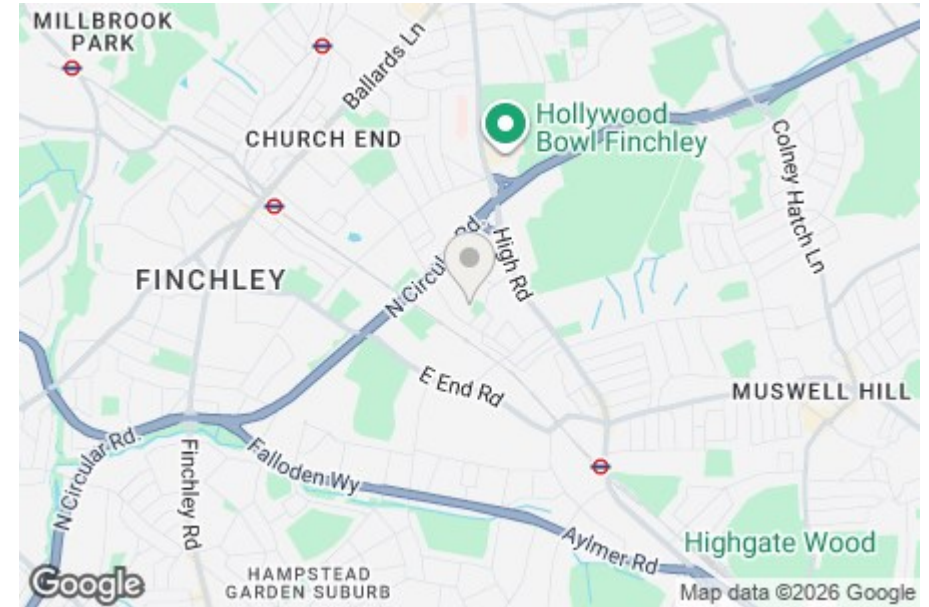 MILLBROOK
PARK
Ballards Ln
CHURCH END
Hollywood
Bowl Finchley
Colney Hatch Ln
N Circular Rd
High Rd
FINCHLEY
E End Rd
MUSWELL HILL
N Circular Rd
Finchley Rd
Falloden Wy
Aylmer Rd
Highgate Wood
HAMPSTEAD
GARDEN SUBURB
Google
Map data ©2026 Google